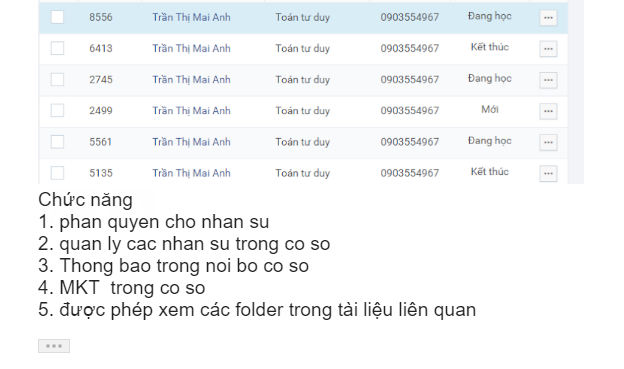 8556 Trần Thị Mai Anh Toán tư duy 0903554967 Đang học ...
6413 Trần Thị Mai Anh Toán tư duy 0903554967 Kết thúc ...
2745 Trần Thị Mai Anh Toán tư duy 0903554967 Đang học ...
2499 Trần Thị Mai Anh Toán tư duy 0903554967 Mới ...
5561 Trần Thị Mai Anh Toán tư duy 0903554967 Đang học ...
5135 Trần Thị Mai Anh Toán tư duy 0903554967 Kết thúc ...
Chức năng
1. phan quyen cho nhan su
2. quan ly cac nhan su trong co so
3. Thong bao trong noi bo co so
4. MKT  trong co so
5. được phép xem các folder trong tài liệu liên quan
...